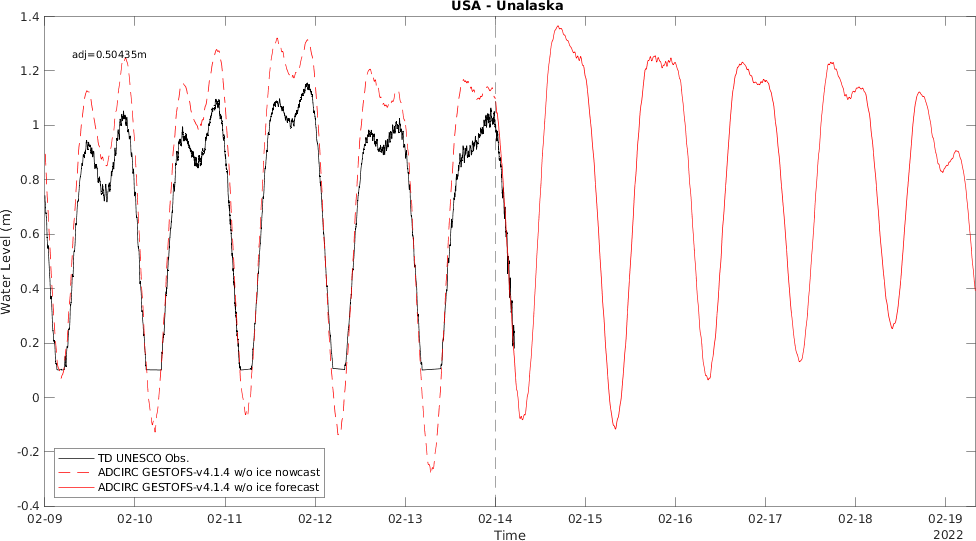 USA - Unalaska
adj=0.50435m
1.4
1.2
1
0.8
0.6
0.4
0.2
0
-0.2
-0.4
Water Level (m)
TD UNESCO Obs.
ADCIRC GESTOFS-v4.1.4 w/o ice nowcast
ADCIRC GESTOFS-v4.1.4 w/o ice forecast
02-09 02-10 02-11 02-12 02-13 02-14 02-15 02-16 02-17 02-18 02-19
Time
2022